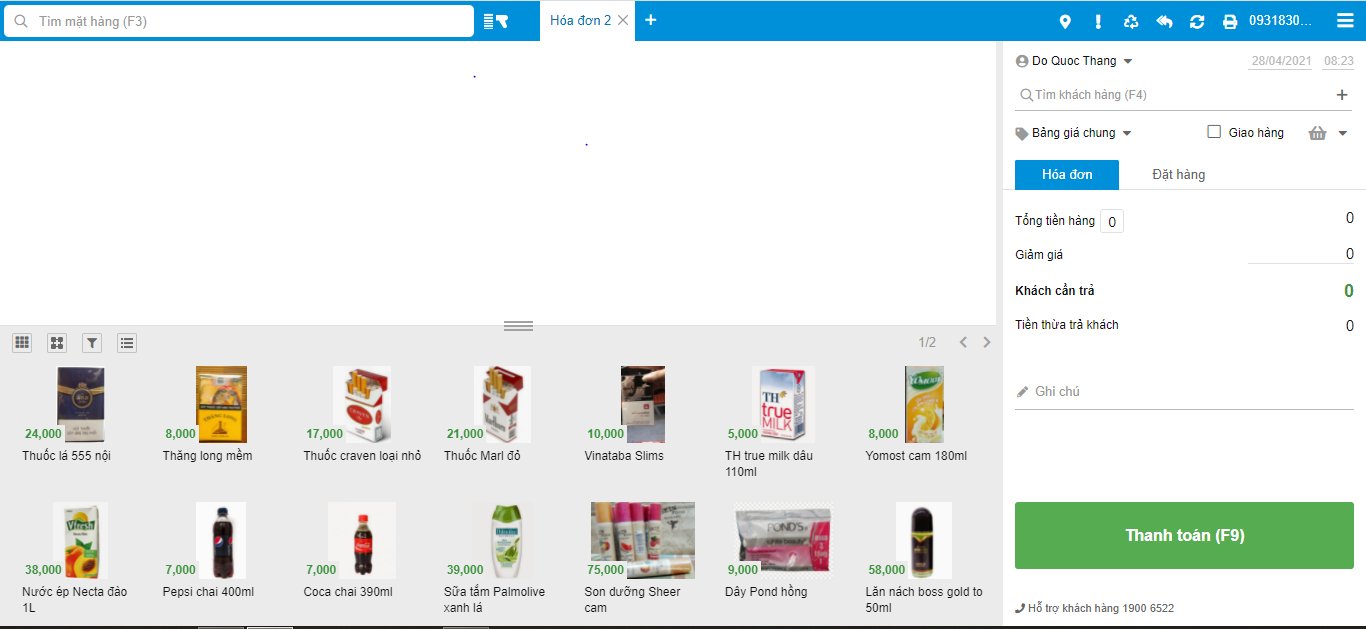 Tìm mặt hàng (F3)
Hóa đơn 2
0931830...
Do Quoc Thang
28/04/2021 08:23
Tìm khách hàng (F4)
Bảng giá chung
Giao hàng
Hóa đơn
Đặt hàng
Tổng tiền hàng 0 0
Giảm giá 0
Khách cần trả 0
Tiền thừa trả khách 0
Ghi chú
Thanh toán (F9)
Hỗ trợ khách hàng 1900 6522
1/2
24,000
Thuốc lá 555 nội
8,000
Thăng long mềm
17,000
CRAVEN
Thuốc craven loại nhỏ
21,000
Marlboro
Thuốc Marl đỏ
10,000
Vinataba Slims
TH
true
MILK
5,000
TH true milk dâu
110ml
8,000
Yomost cam 180ml
Vfresh
38,000
Nước ép Necta đào
1L
7,000
Pepsi chai 400ml
7,000
Coca chai 390ml
39,000
Sữa tắm Palmolive
xanh lá
75,000
Son dưỡng Sheer
cam
POND'S
9,000
Dây Pond hồng
58,000
Lăn nách boss gold to
50ml